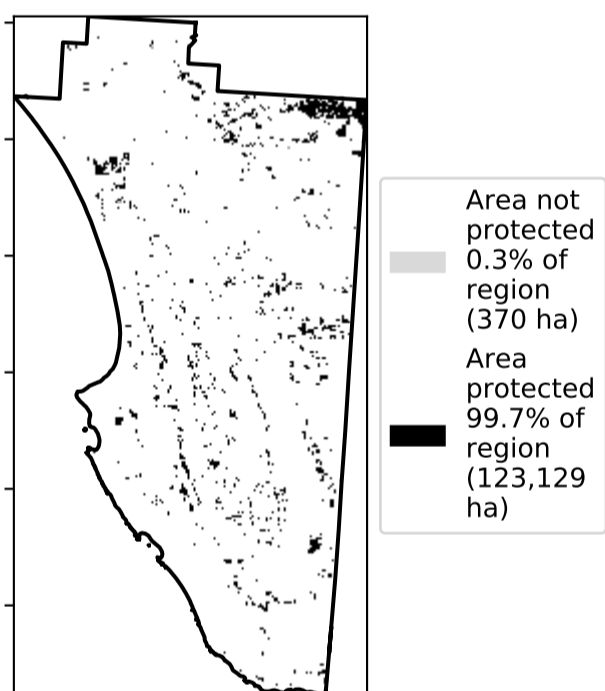 Area not
protected
0.3% of
region
(370 ha)
Area
protected
99.7% of
region
(123,129
ha)